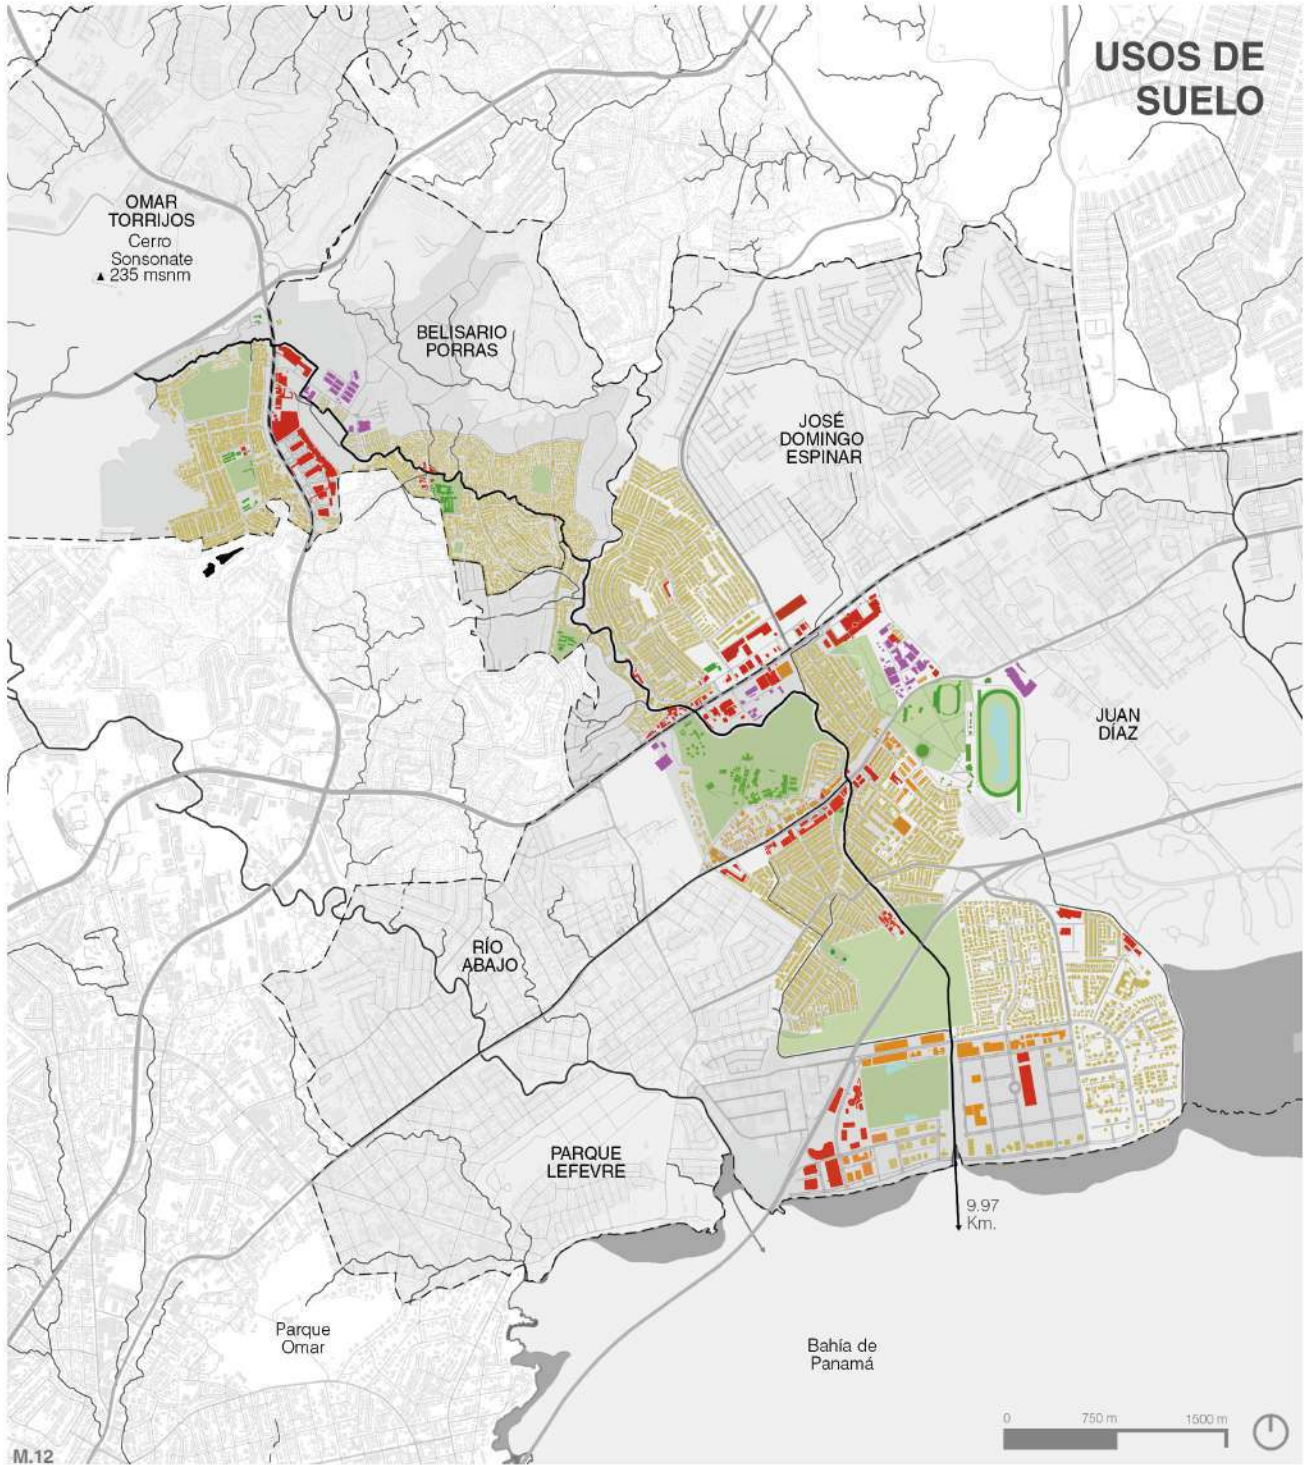 USOS DE
SUELO
OMAR
TORRIJOS
Cerro
Sonsonate
▲ 235 msnm
BELISARIO
PORRAS
JOSÉ
DOMINGO
ESPINAR
JUAN
DÍAZ
RÍO
ABAJO
PARQUE
LEFEVRE
9.97
Km.
Parque
Omar
Bahía de
Panamá
0 750 m 1500 m
M.12